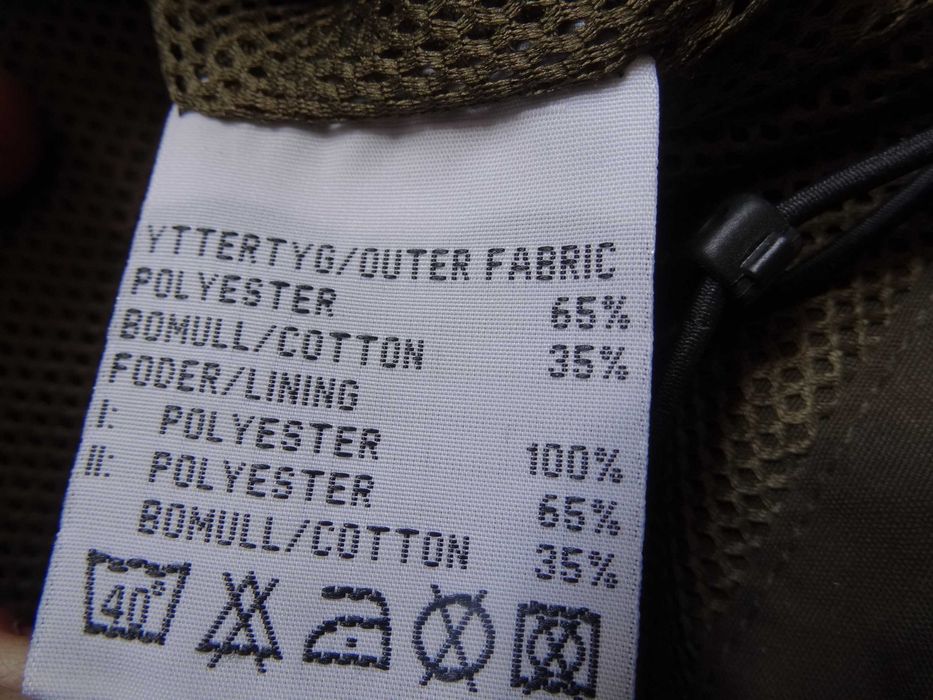 YTTERTYG/OUTER FABRIC
POLYESTER 65%
BOMULL/COTTON 35%
FODER/LINING
I: POLYESTER 100%
II: POLYESTER 65%
BOMULL/COTTON 35%
40°